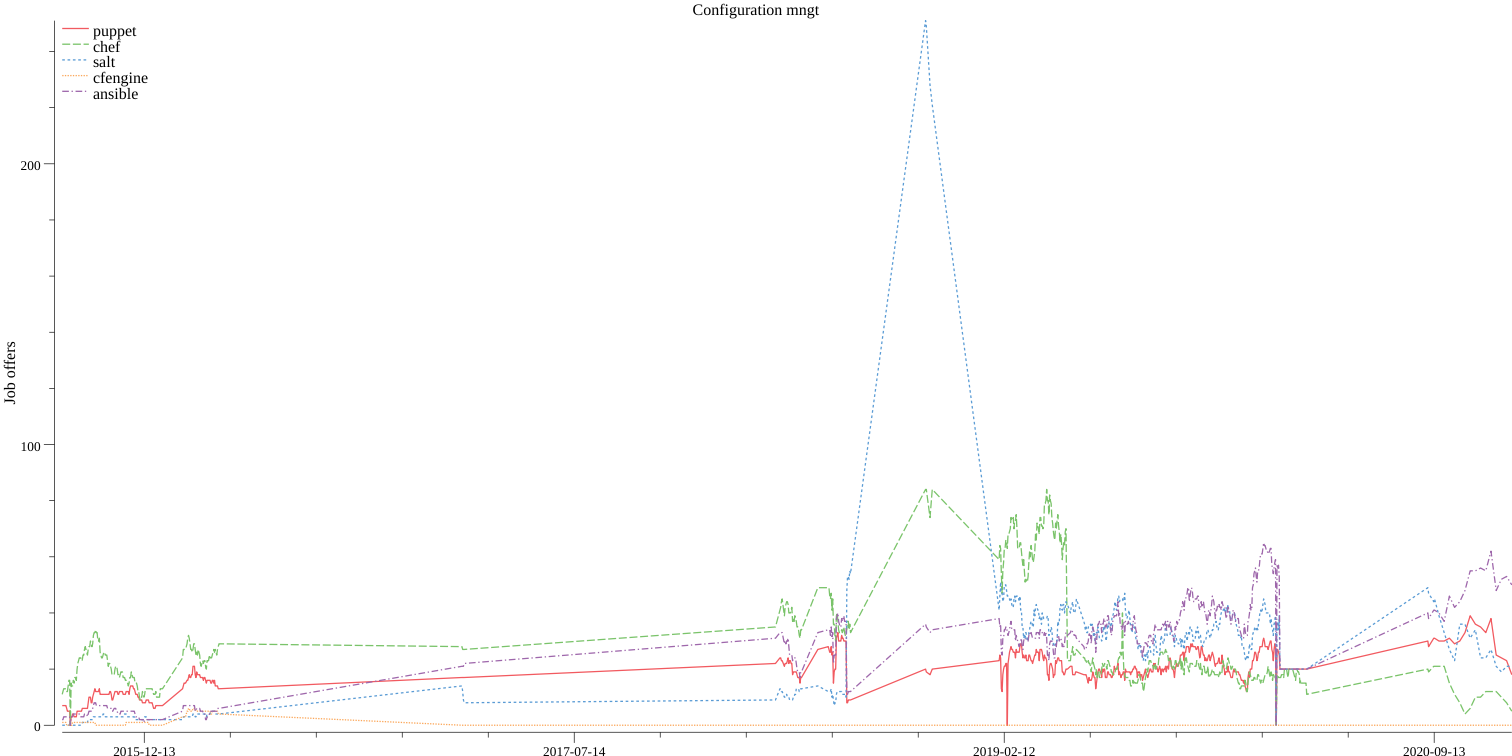 Configuration mngt
puppet
chef
salt
cfengine
ansible
Job offers
200
100
0
2015-12-13
2017-07-14
2019-02-12
2020-09-13